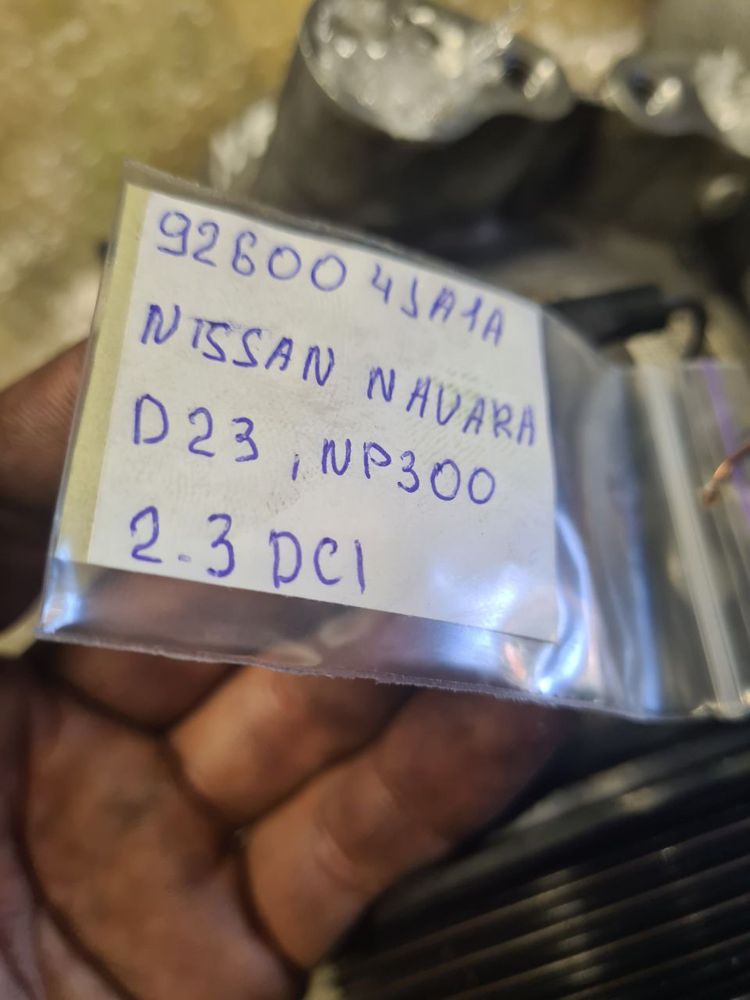 92600 4JA1A
NISSAN NAVARA
D23, NP300
2.3 DCI